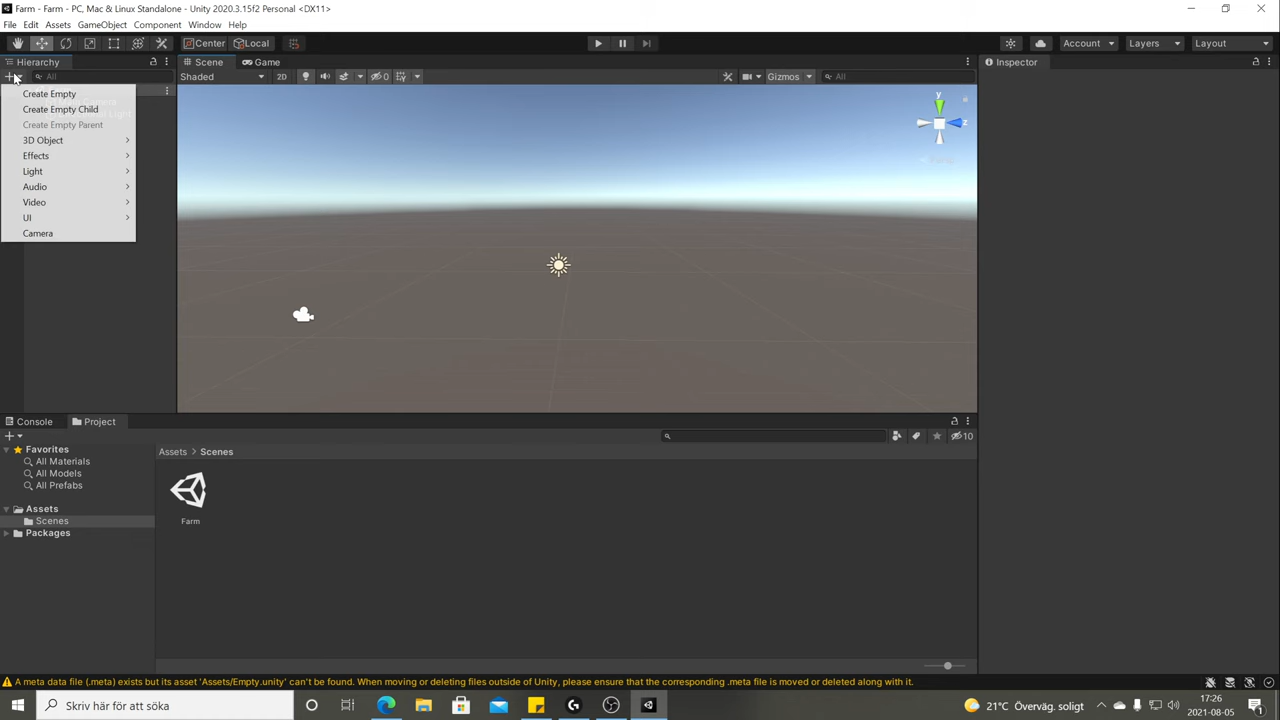 Farm - Farm - PC, Mac & Linux Standalone - Unity 2020.3.15f2 Personal <DX11>
File Edit Assets GameObject Component Window Help
Center Local Account Layers Layout
Hierarchy Scene Game Inspector
All Shaded 2D 0 Gizmos All
Create Empty
Create Empty Child
Create Empty Parent
3D Object
Effects
Light
Audio
Video
UI
Camera
y
z
Console Project
10
Favorites Assets > Scenes
All Materials
All Models
All Prefabs
Assets
Scenes Farm
Packages
A meta data file (.meta) exists but its asset 'Assets/Empty.unity' can't be found. When moving or deleting files outside of Unity, please ensure that the corresponding .meta file is moved or deleted along with it.
Skriv här för att söka 21°C Överväg. soligt 17:26
2021-08-05 1